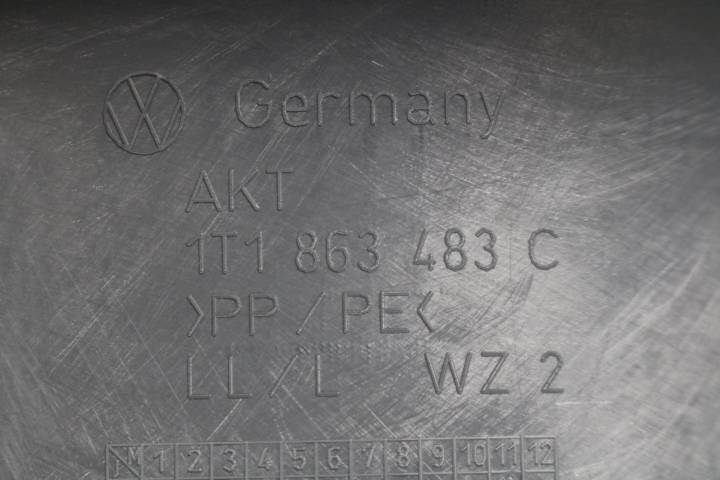 VW Germany
AKT
1T1 863 483 C
>PP/PE<
LL/L WZ 2
1 2 3 4 5 6 7 8 9 10 11 12